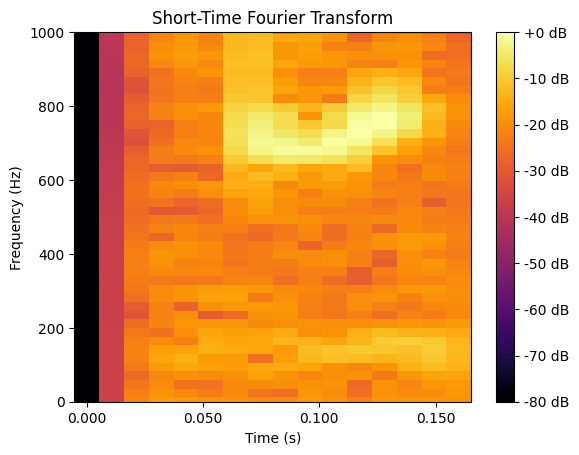 Short-Time Fourier Transform
Frequency (Hz)
1000
800
600
400
200
0
0.000
0.050
0.100
0.150
Time (s)
+0 dB
-10 dB
-20 dB
-30 dB
-40 dB
-50 dB
-60 dB
-70 dB
-80 dB